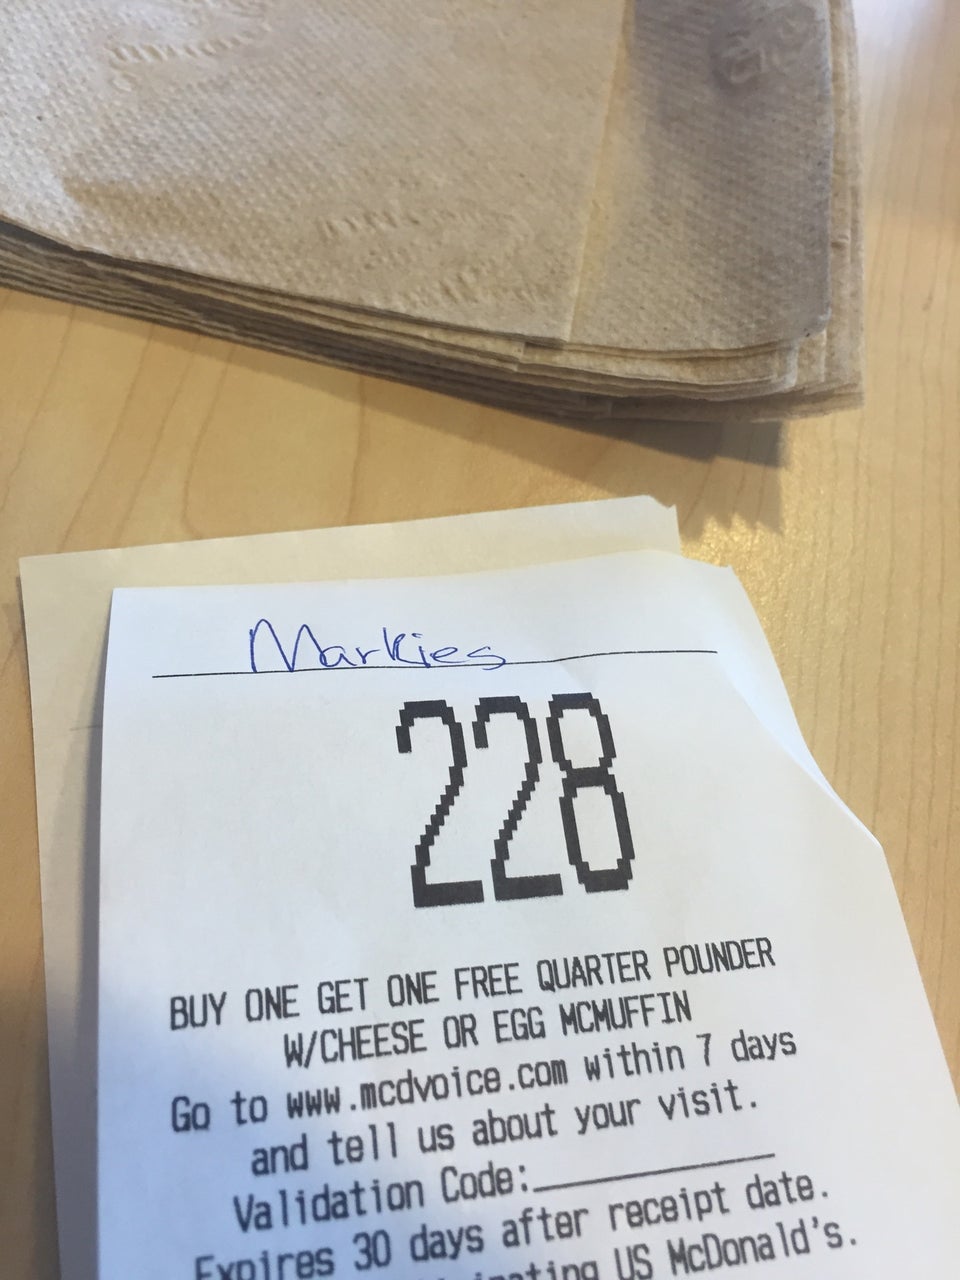 Markies
228
BUY ONE GET ONE FREE QUARTER POUNDER
W/CHEESE OR EGG MCMUFFIN
Go to www.mcdvoice.com within 7 days
and tell us about your visit.
Validation Code:____________
Expires 30 days after receipt date.
US McDonald's.